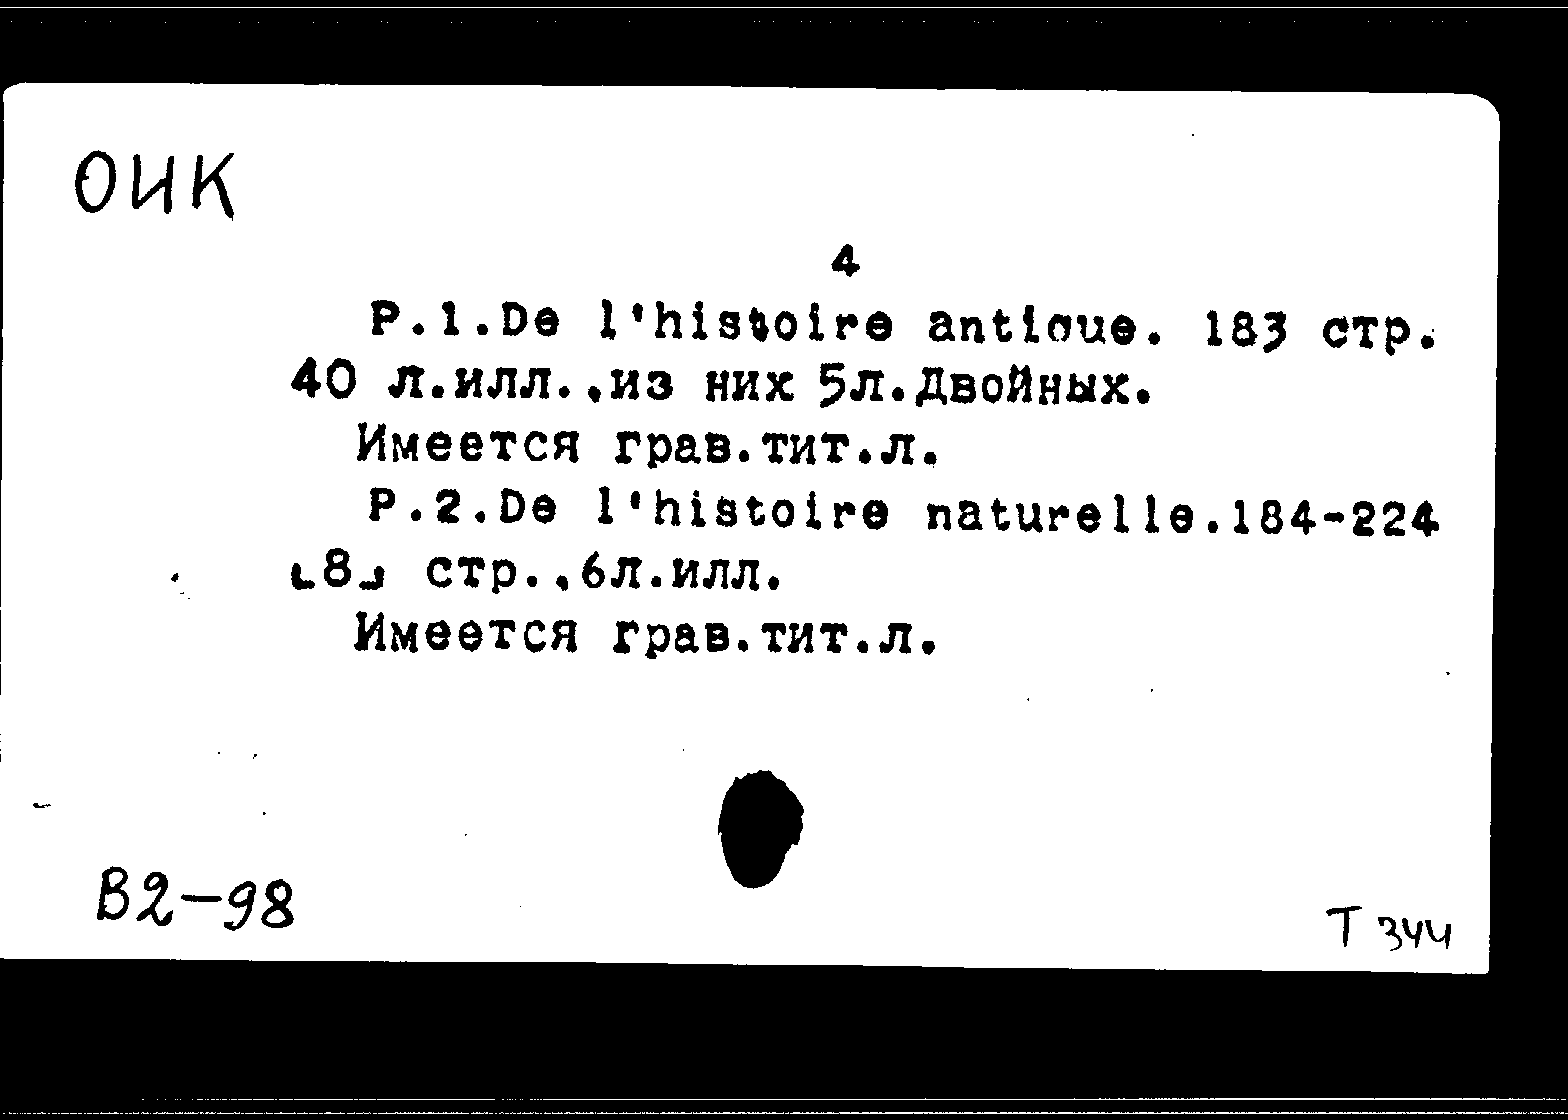 ОИК
4
P.1.De l'histoire antique. 183 стр.
40 л.илл.,из них 5л.двойных.
Имеется грав.тит.л.
P.2.De l'histoire naturelle.184-224
[8] стр.,6л.илл.
Имеется грав.тит.л.
B2-98
T 344